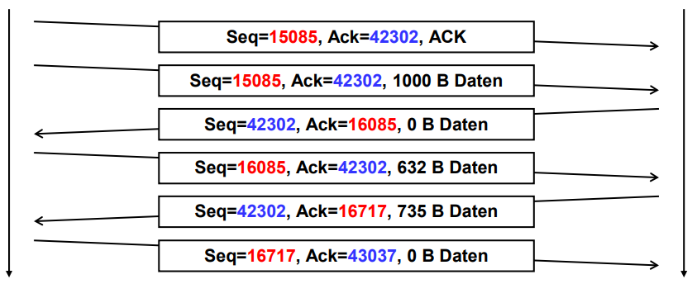 Seq=15085, Ack=42302, ACK
Seq=15085, Ack=42302, 1000 B Daten
Seq=42302, Ack=16085, 0 B Daten
Seq=16085, Ack=42302, 632 B Daten
Seq=42302, Ack=16717, 735 B Daten
Seq=16717, Ack=43037, 0 B Daten